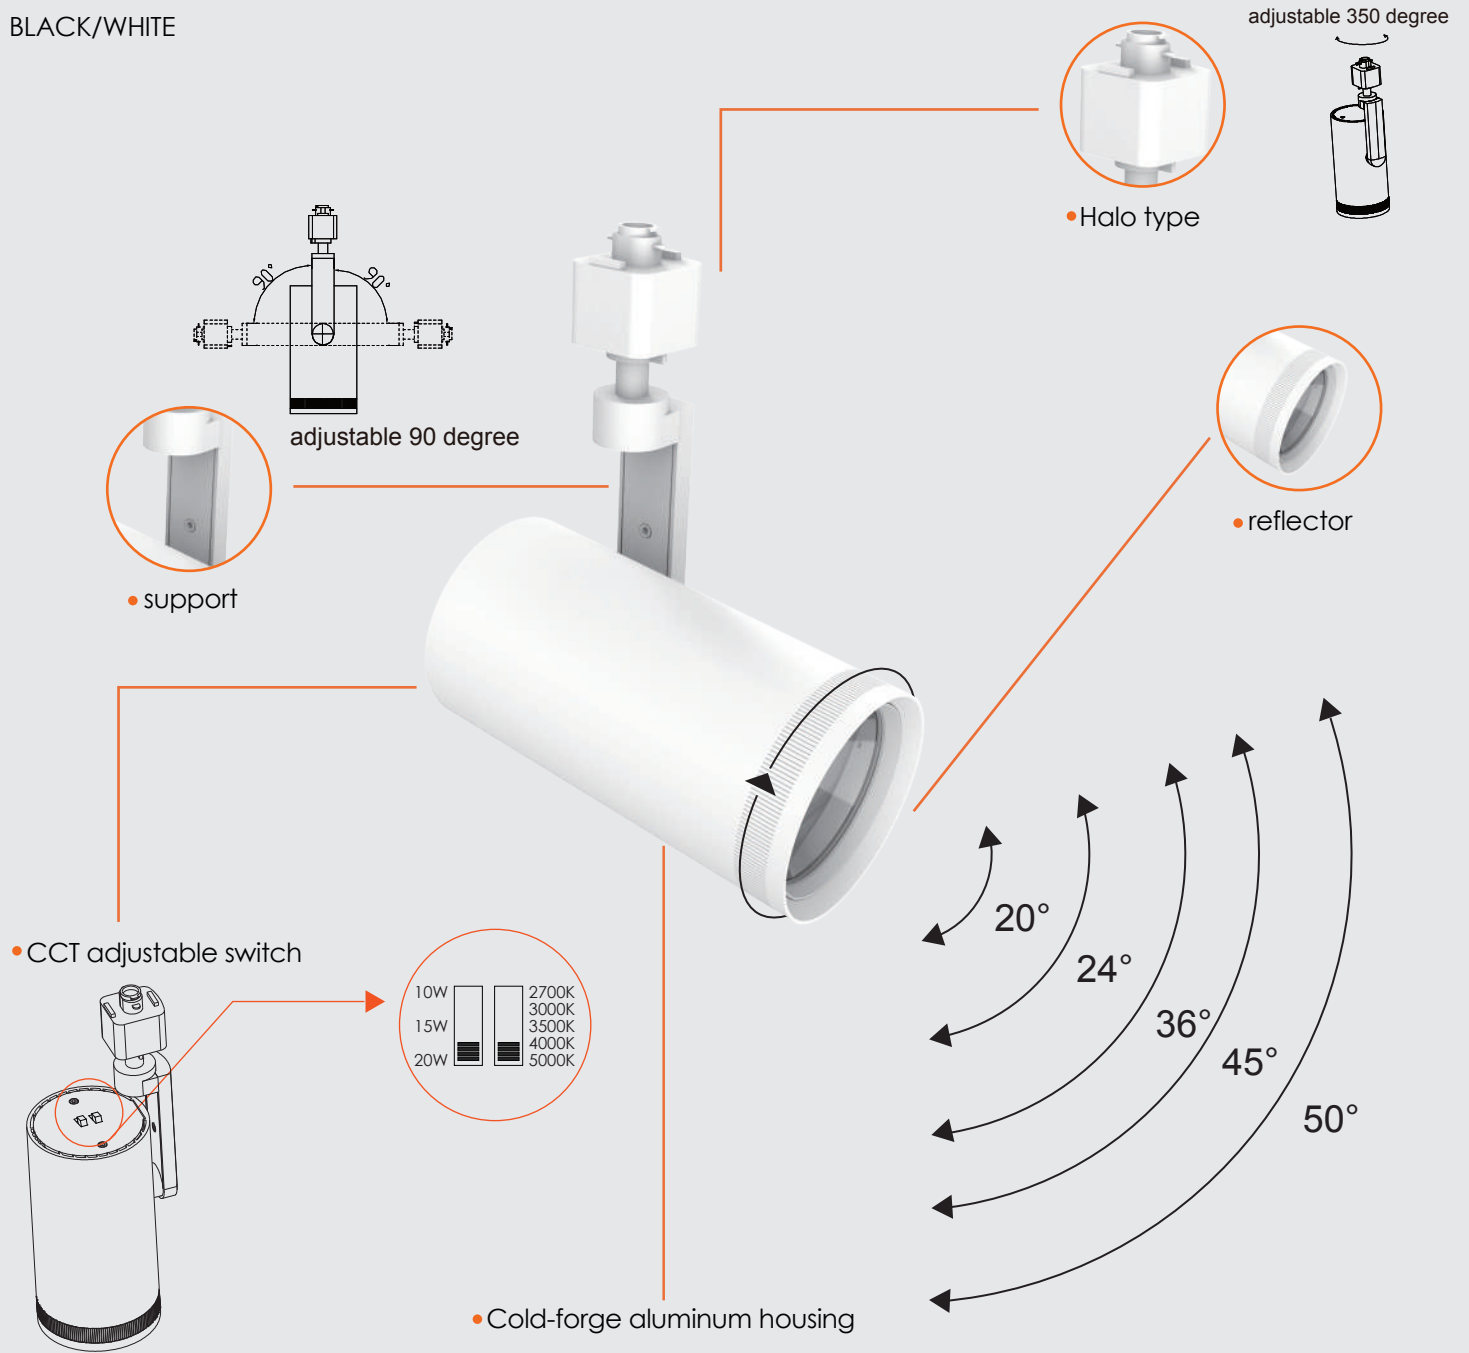 BLACK/WHITE
adjustable 350 degree
Halo type
90°
90°
adjustable 90 degree
support
reflector
20°
24°
36°
45°
50°
CCT adjustable switch
10W
15W
20W
2700K
3000K
3500K
4000K
5000K
Cold-forge aluminum housing